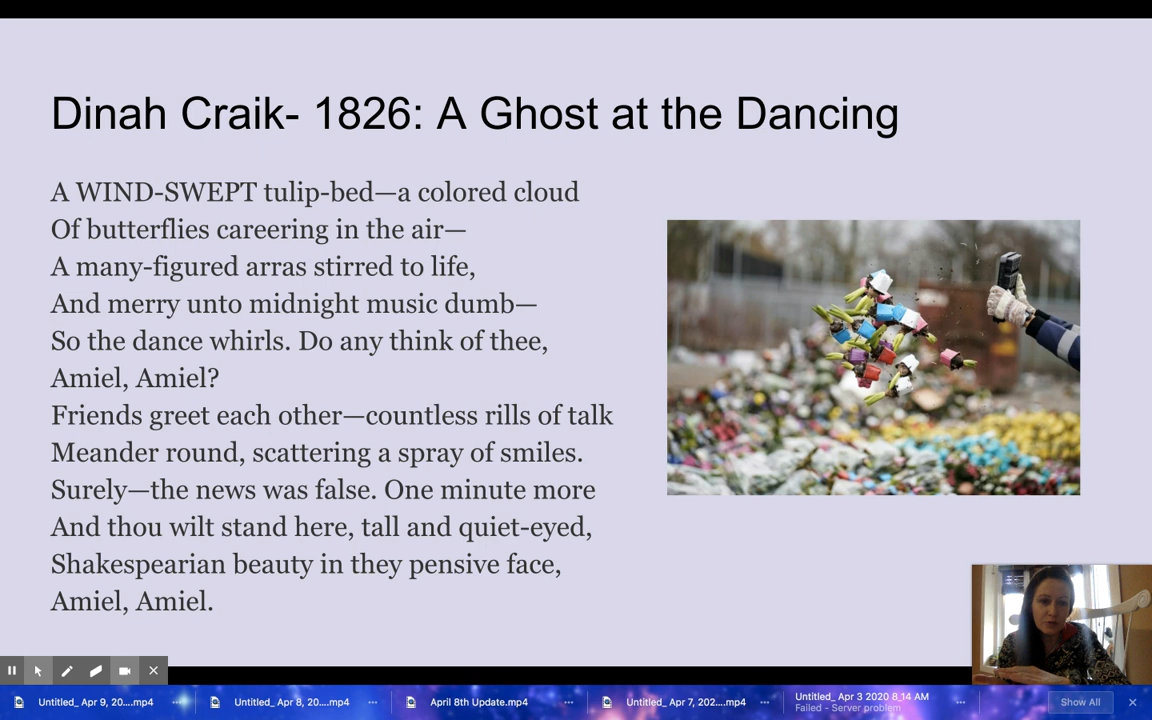 Dinah Craik- 1826: A Ghost at the Dancing
A WIND-SWEPT tulip-bed—a colored cloud
Of butterflies careering in the air—
A many-figured arras stirred to life,
And merry unto midnight music dumb—
So the dance whirls. Do any think of thee,
Amiel, Amiel?
Friends greet each other—countless rills of talk
Meander round, scattering a spray of smiles.
Surely—the news was false. One minute more
And thou wilt stand here, tall and quiet-eyed,
Shakespearian beauty in they pensive face,
Amiel, Amiel.
Untitled_ Apr 9, 20....mp4
Untitled_ Apr 8, 20....mp4
April 8th Update.mp4
Untitled_ Apr 7, 202....mp4
Untitled_ Apr 3 2020 8_14 AM
Failed - Server problem
Show All